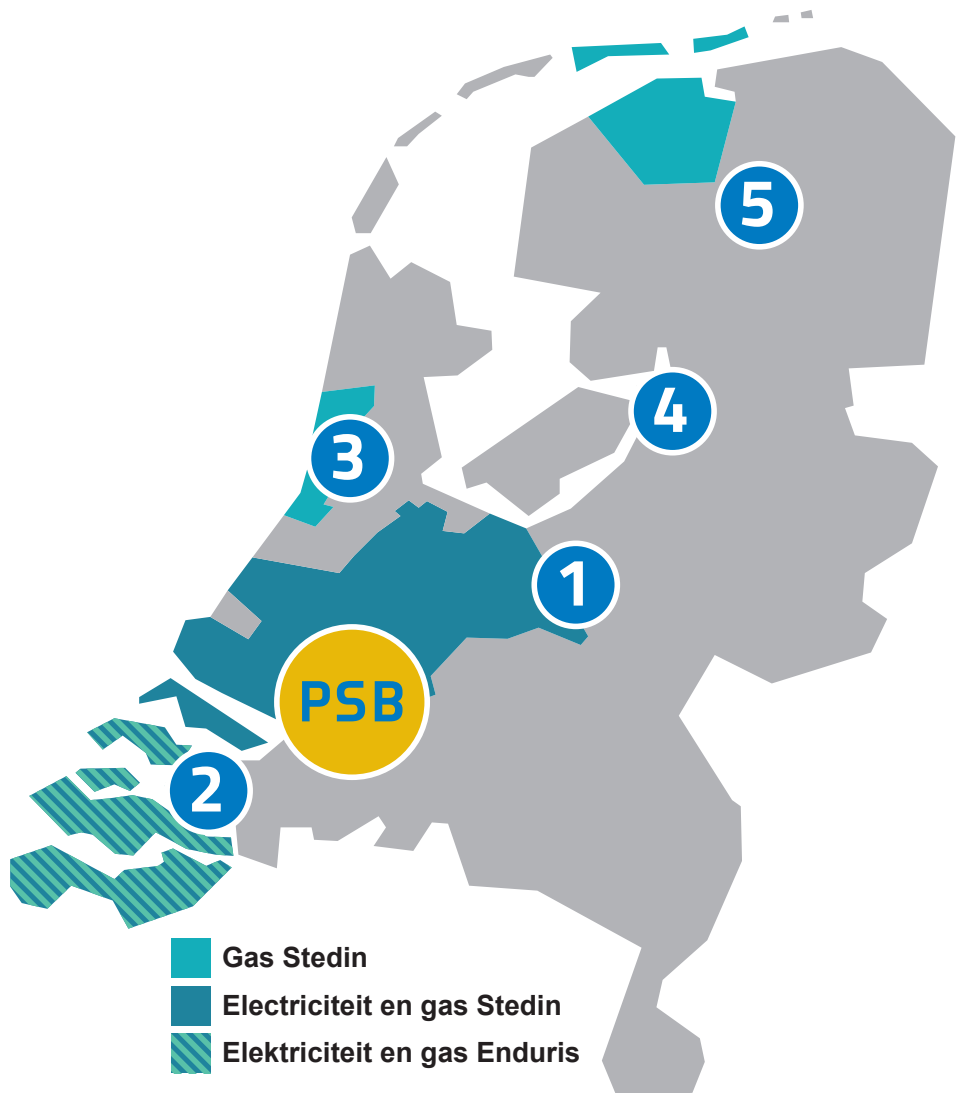 5
4
3
1
PSB
2
Gas Stedin
Electriciteit en gas Stedin
Elektriciteit en gas Enduris